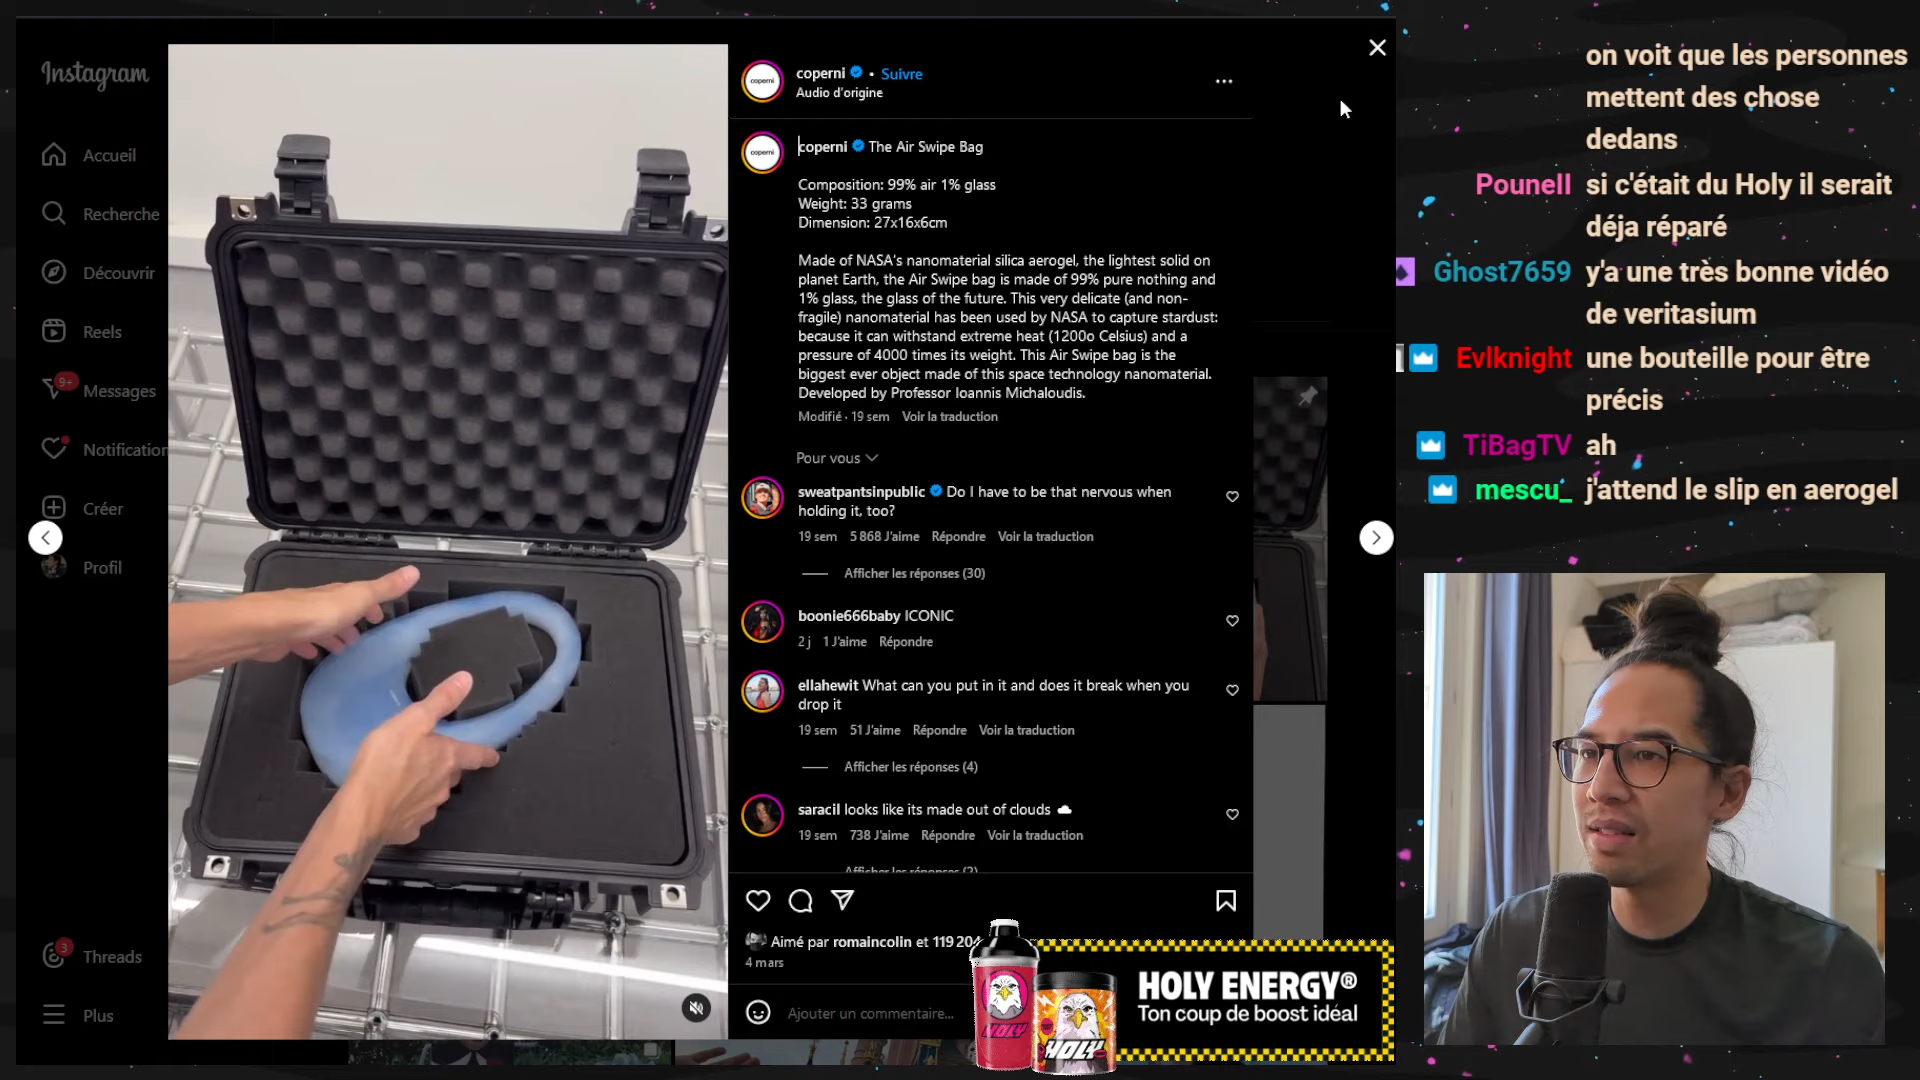 Instagram
Accueil
Recherche
Découvrir
Reels
9+
Messages
Notification
Créer
Profil
3
Threads
Plus
coperni • Suivre
Audio d'origine
coperni The Air Swipe Bag
Composition: 99% air 1% glass
Weight: 33 grams
Dimension: 27x16x6cm
Made of NASA's nanomaterial silica aerogel, the lightest solid on
planet Earth, the Air Swipe bag is made of 99% pure nothing and
1% glass, the glass of the future. This very delicate (and non-
fragile) nanomaterial has been used by NASA to capture stardust:
because it can withstand extreme heat (1200o Celsius) and a
pressure of 4000 times its weight. This Air Swipe bag is the
biggest ever object made of this space technology nanomaterial.
Developed by Professor Ioannis Michaloudis.
Modifié · 19 sem Voir la traduction
Pour vous
sweatpantsinpublic Do I have to be that nervous when
holding it, too?
19 sem 5 868 J'aime Répondre Voir la traduction
Afficher les réponses (30)
boonie666baby ICONIC
2 j 1 J'aime Répondre
ellahewit What can you put in it and does it break when you
drop it
19 sem 51 J'aime Répondre Voir la traduction
Afficher les réponses (4)
saracil looks like its made out of clouds
19 sem 738 J'aime Répondre Voir la traduction
Afficher les réponses (2)
Aimé par romaincolin et 119 204
4 mars
Ajouter un commentaire...
HOLY
HOLY
HOLY ENERGY®
Ton coup de boost idéal
on voit que les personnes
mettent des chose
dedans
Pounell si c'était du Holy il serait
déja réparé
Ghost7659 y'a une très bonne vidéo
de veritasium
Evlknight une bouteille pour être
précis
TiBagTV ah
mescu_ j'attend le slip en aerogel